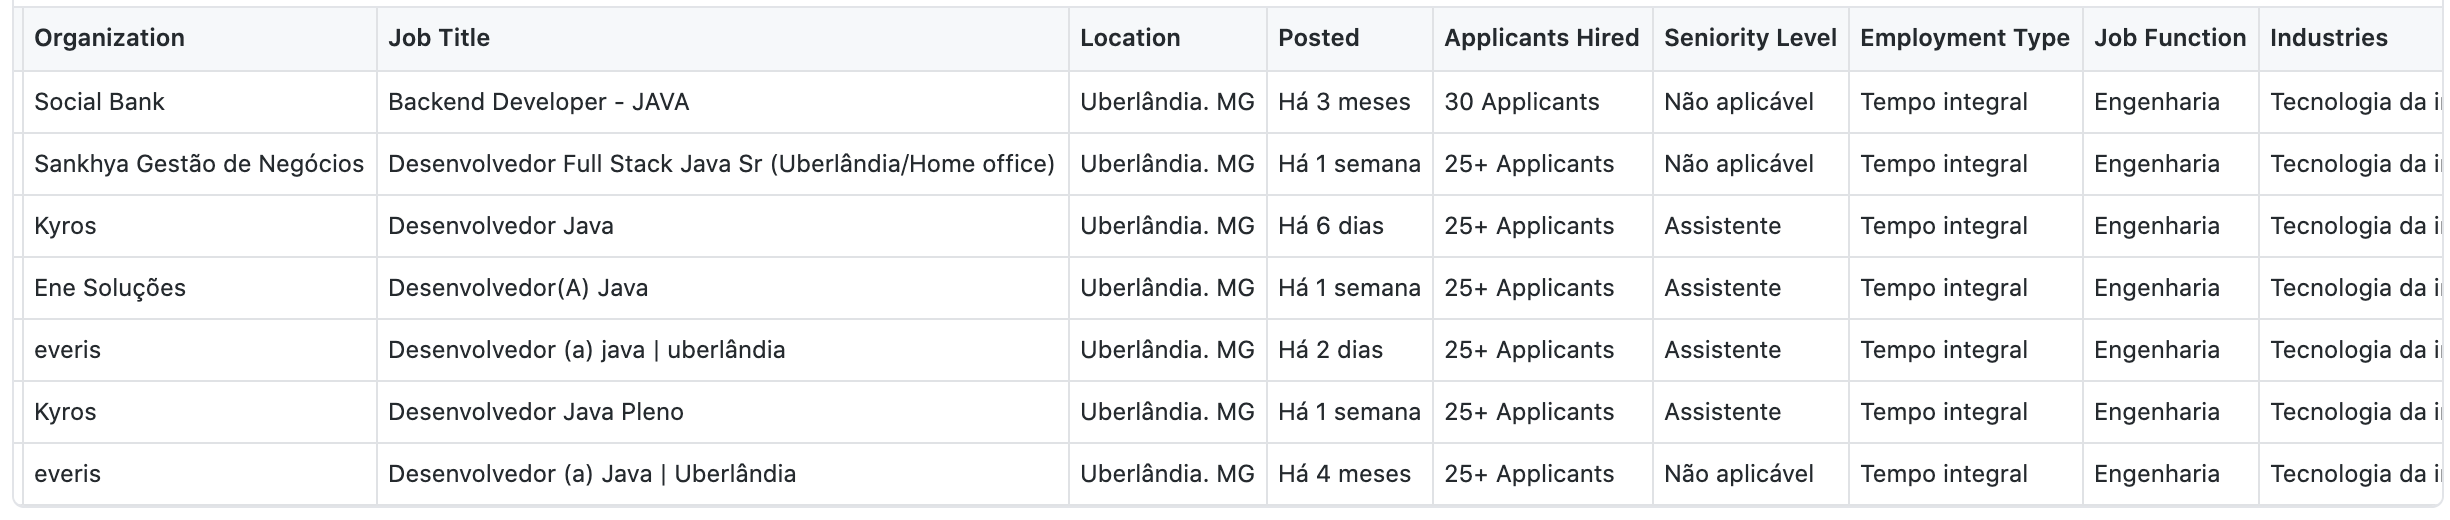 Organization Job Title Location Posted Applicants Hired Seniority Level Employment Type Job Function Industries
Social Bank Backend Developer - JAVA Uberlândia. MG Há 3 meses 30 Applicants Não aplicável Tempo integral Engenharia Tecnologia da
Sankhya Gestão de Negócios Desenvolvedor Full Stack Java Sr (Uberlândia/Home office) Uberlândia. MG Há 1 semana 25+ Applicants Não aplicável Tempo integral Engenharia Tecnologia da
Kyros Desenvolvedor Java Uberlândia. MG Há 6 dias 25+ Applicants Assistente Tempo integral Engenharia Tecnologia da
Ene Soluções Desenvolvedor(A) Java Uberlândia. MG Há 1 semana 25+ Applicants Assistente Tempo integral Engenharia Tecnologia da
everis Desenvolvedor (a) java | uberlândia Uberlândia. MG Há 2 dias 25+ Applicants Assistente Tempo integral Engenharia Tecnologia da
Kyros Desenvolvedor Java Pleno Uberlândia. MG Há 1 semana 25+ Applicants Assistente Tempo integral Engenharia Tecnologia da
everis Desenvolvedor (a) Java | Uberlândia Uberlândia. MG Há 4 meses 25+ Applicants Não aplicável Tempo integral Engenharia Tecnologia da